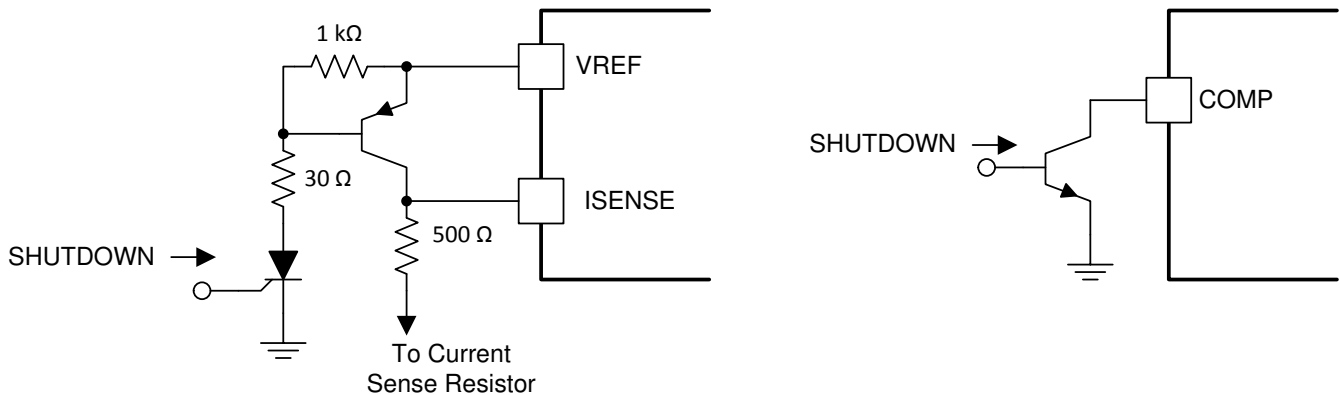 1 kΩ
VREF
30 Ω
ISENSE
500 Ω
SHUTDOWN
To Current
Sense Resistor
COMP
SHUTDOWN